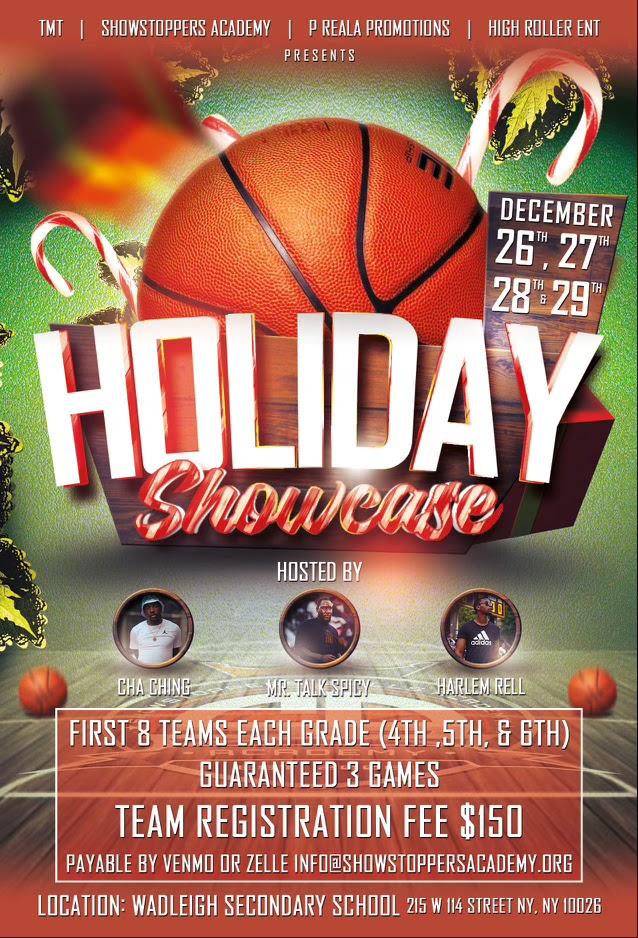 TMT | SHOWSTOPPERS ACADEMY | P REALA PROMOTIONS | HIGH ROLLER ENT
PRESENTS
DECEMBER
26TH, 27TH
28TH & 29TH
HOLIDAY
Showcase
HOSTED BY
CHA CHING MR. TALK SPICY HARLEM RELL
adidas
FIRST 8 TEAMS EACH GRADE (4TH ,5TH, & 6TH)
GUARANTEED 3 GAMES
TEAM REGISTRATION FEE $150
PAYABLE BY VENMO OR ZELLE INFO@SHOWSTOPPERSACADEMY.ORG
LOCATION: WADLEIGH SECONDARY SCHOOL 215 W 114 STREET NY, NY 10026